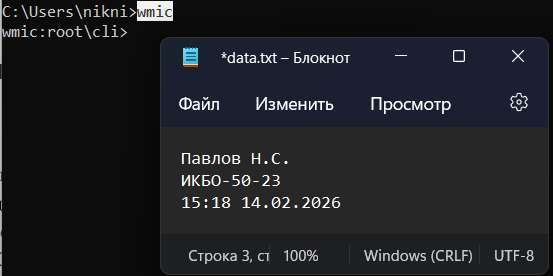 C:\Users\nikni>wmic
wmic:root\cli>
*data.txt – Блокнот
Файл Изменить Просмотр
Павлов Н.С.
ИКБО-50-23
15:18 14.02.2026
Строка 3, ст 100% Windows (CRLF) UTF-8